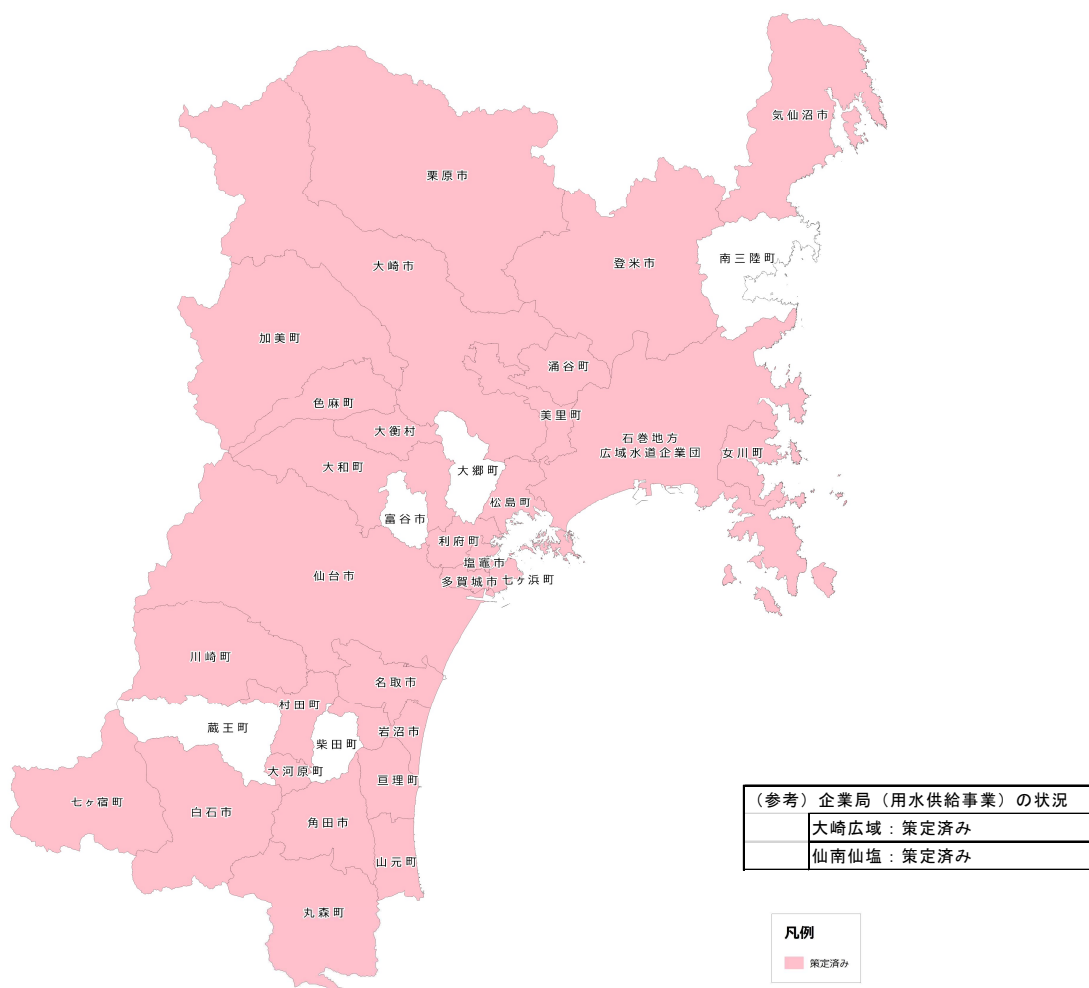 気仙沼市
栗原市
南三陸町
登米市
大崎市
加美町
涌谷町
色麻町
美里町
大衡村
石巻地方
広域水道企業団
女川町
大和町
大郷町
松島町
富谷市
利府町
塩竈市
仙台市
多賀城市
七ヶ浜町
川崎町
名取市
村田町
蔵王町
岩沼市
柴田町
大河原町
亘理町
七ヶ宿町
白石市
角田市
山元町
丸森町
（参考）企業局（用水供給事業）の状況
大崎広域：策定済み
仙南仙塩：策定済み
凡例
策定済み